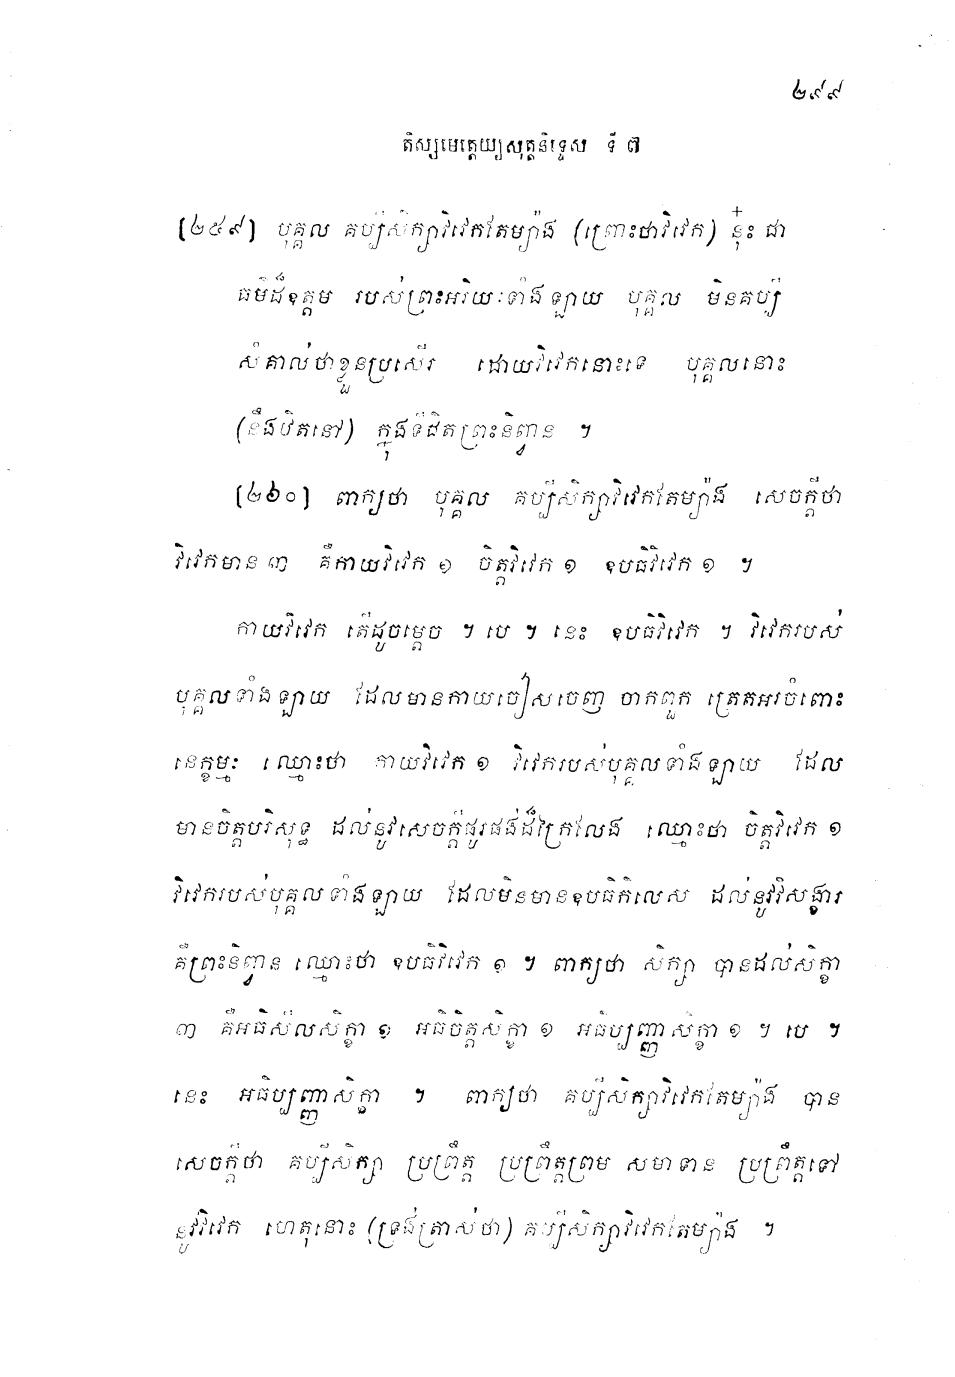 ២៩៩
តិស្សមេត្តេយ្យសុត្តនិទ្ទេស ទី ៧
[២៥៩] បុគ្គល គប្បីសិក្សាវិវេកតែម្យ៉ាង (ព្រោះថាវិវេក) នុ៎ះ ជា
ធម៌ដ៏ឧត្តម របស់ព្រះអរិយៈទាំងឡាយ បុគ្គល មិនគប្បី
សំគាល់ថាខ្លួនប្រសើរ ដោយវិវេកនោះទេ បុគ្គលនោះ
(នឹងឋិតនៅ) ក្នុងទីជិតព្រះនិព្វាន ។
[២៦០] ពាក្យថា បុគ្គល គប្បីសិក្សាវិវេកតែម្យ៉ាង សេចក្តីថា
វិវេកមាន ៣ គឺកាយវិវេក ១ ចិត្តវិវេក ១ ឧបធិវិវេក ១ ។
កាយវិវេក តើដូចម្តេច ។ បេ ។ នេះ ឧបធិវិវេក ។ វិវេករបស់
បុគ្គលទាំងឡាយ ដែលមានកាយចៀសចេញ ចាកពួក ត្រេតអរចំពោះ
នេក្ខម្មៈ ឈ្មោះថា កាយវិវេក ១ វិវេករបស់បុគ្គលទាំងឡាយ ដែល
មានចិត្តបរិសុទ្ធ ដល់នូវសេចក្តីផូរផង់ដ៏ក្រៃលែង ឈ្មោះថា ចិត្តវិវេក ១
វិវេករបស់បុគ្គលទាំងឡាយ ដែលមិនមានឧបធិកិលេស ដល់នូវវិសង្ខារ
គឺព្រះនិព្វាន ឈ្មោះថា ឧបធិវិវេក ១ ។ ពាក្យថា សិក្សា បានដល់សិក្ខា
៣ គឺអធិសីលសិក្ខា ១ អធិចិត្តសិក្ខា ១ អធិប្បញ្ញាសិក្ខា ១ ។ បេ ។
នេះ អធិប្បញ្ញាសិក្ខា ។ ពាក្យថា គប្បីសិក្សាវិវេកតែម្យ៉ាង បាន
សេចក្តីថា គប្បីសិក្សា ប្រព្រឹត្ត ប្រព្រឹត្តព្រម សមាទាន ប្រព្រឹត្តទៅ
នូវវិវេក ហេតុនោះ (ទ្រង់ត្រាស់ថា) គប្បីសិក្សាវិវេកតែម្យ៉ាង ។